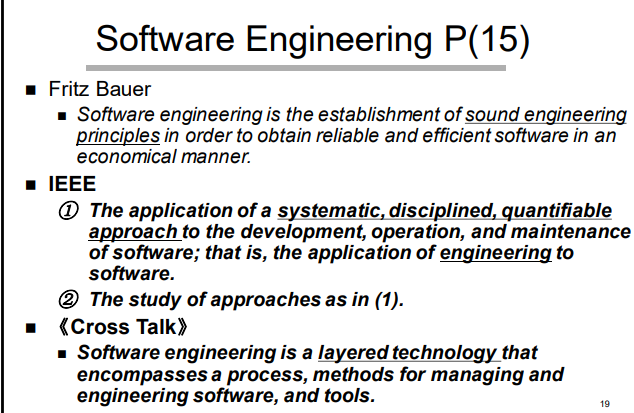 Software Engineering P(15)
■ Fritz Bauer
■ Software engineering is the establishment of sound engineering
principles in order to obtain reliable and efficient software in an
economical manner.
■ IEEE
① The application of a systematic, disciplined, quantifiable
approach to the development, operation, and maintenance
of software; that is, the application of engineering to
software.
② The study of approaches as in (1).
■ 《Cross Talk》
■ Software engineering is a layered technology that
encompasses a process, methods for managing and
engineering software, and tools.
19